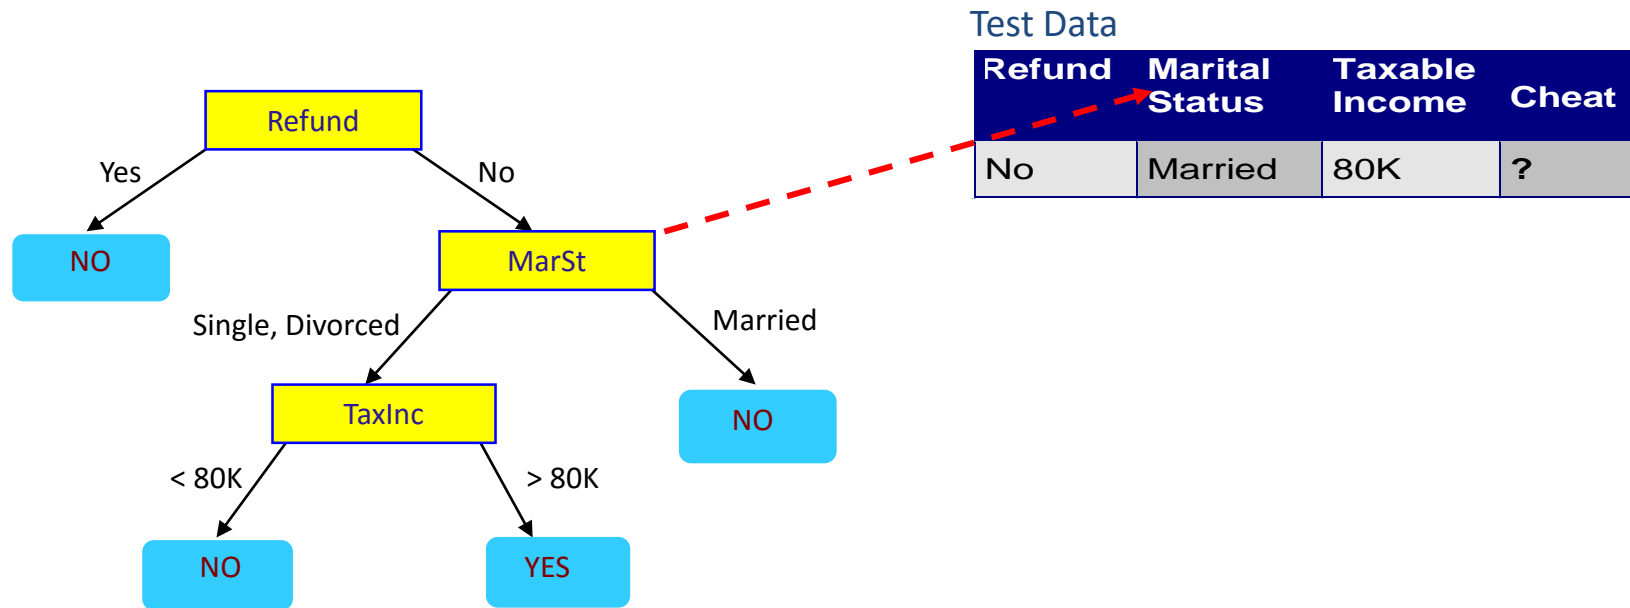 Test Data
Refund Marital Status Taxable Income Cheat
No Married 80K ?
Refund
Yes No
NO
MarSt
Single, Divorced Married
TaxInc
NO
< 80K > 80K
NO YES